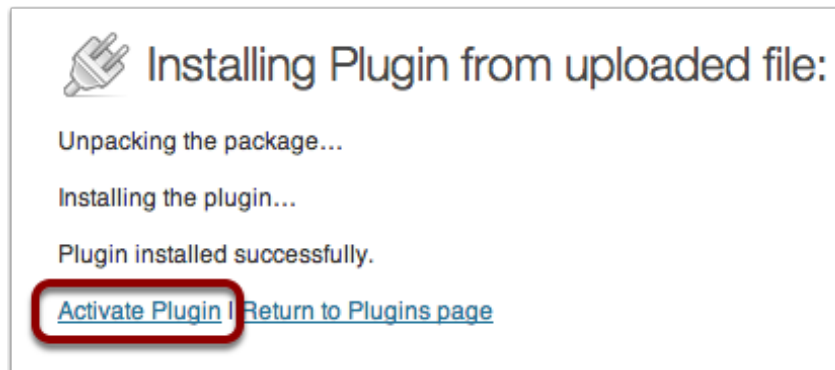 Installing Plugin from uploaded file:
Unpacking the package…
Installing the plugin…
Plugin installed successfully.
Activate Plugin | Return to Plugins page